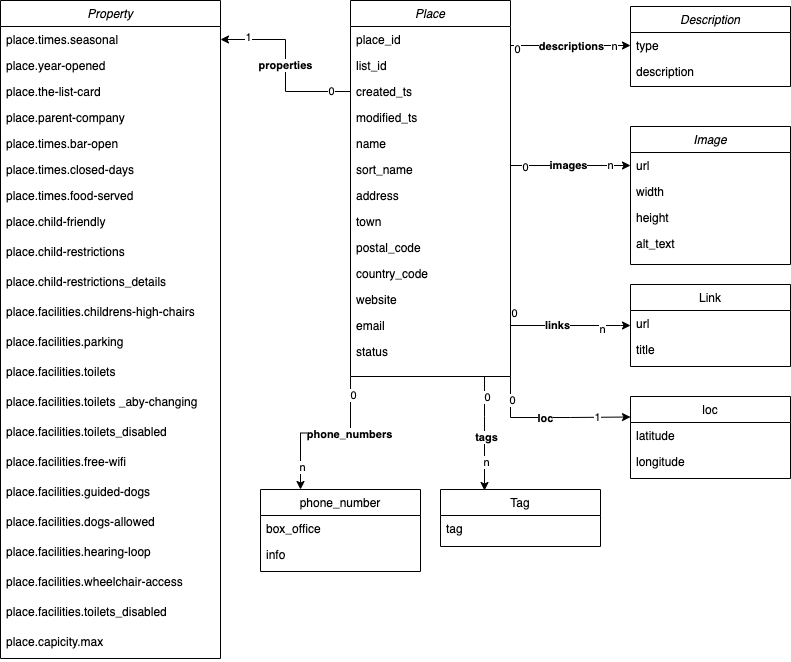 Property
place.times.seasonal
place.year-opened
place.the-list-card
place.parent-company
place.times.bar-open
place.times.closed-days
place.times.food-served
place.child-friendly
place.child-restrictions
place.child-restrictions_details
place.facilities.childrens-high-chairs
place.facilities.parking
place.facilities.toilets
place.facilities.toilets _aby-changing
place.facilities.toilets_disabled
place.facilities.free-wifi
place.facilities.guided-dogs
place.facilities.dogs-allowed
place.facilities.hearing-loop
place.facilities.wheelchair-access
place.facilities.toilets_disabled
place.capicity.max
1
properties
0
Place
place_id
list_id
created_ts
modified_ts
name
sort_name
address
town
postal_code
country_code
website
email
status
0
descriptions
n
Description
type
description
0
images
n
Image
url
width
height
alt_text
0
links
n
Link
url
title
0
loc
1
loc
latitude
longitude
0
phone_numbers
n
phone_number
box_office
info
0
tags
n
Tag
tag